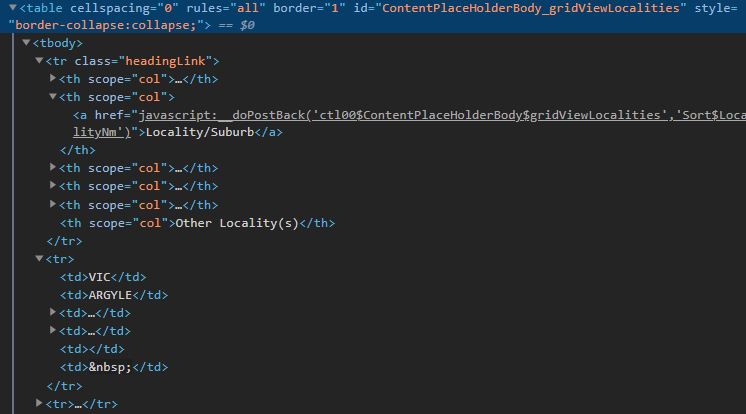 <table cellspacing="0" rules="all" border="1" id="ContentPlaceHolderBody_gridViewLocalities" style=
"border-collapse:collapse;"> == $0
<tbody>
<tr class="headingLink">
<th scope="col">…</th>
<th scope="col">
<a href="javascript:__doPostBack('ctl00$ContentPlaceHolderBody$gridViewLocalities','Sort$Loca
lityNm')">Locality/Suburb</a>
</th>
<th scope="col">…</th>
<th scope="col">…</th>
<th scope="col">…</th>
<th scope="col">Other Locality(s)</th>
</tr>
<tr>
<td>VIC</td>
<td>ARGYLE</td>
<td>…</td>
<td>…</td>
<td></td>
<td>&nbsp;</td>
</tr>
<tr>…</tr>